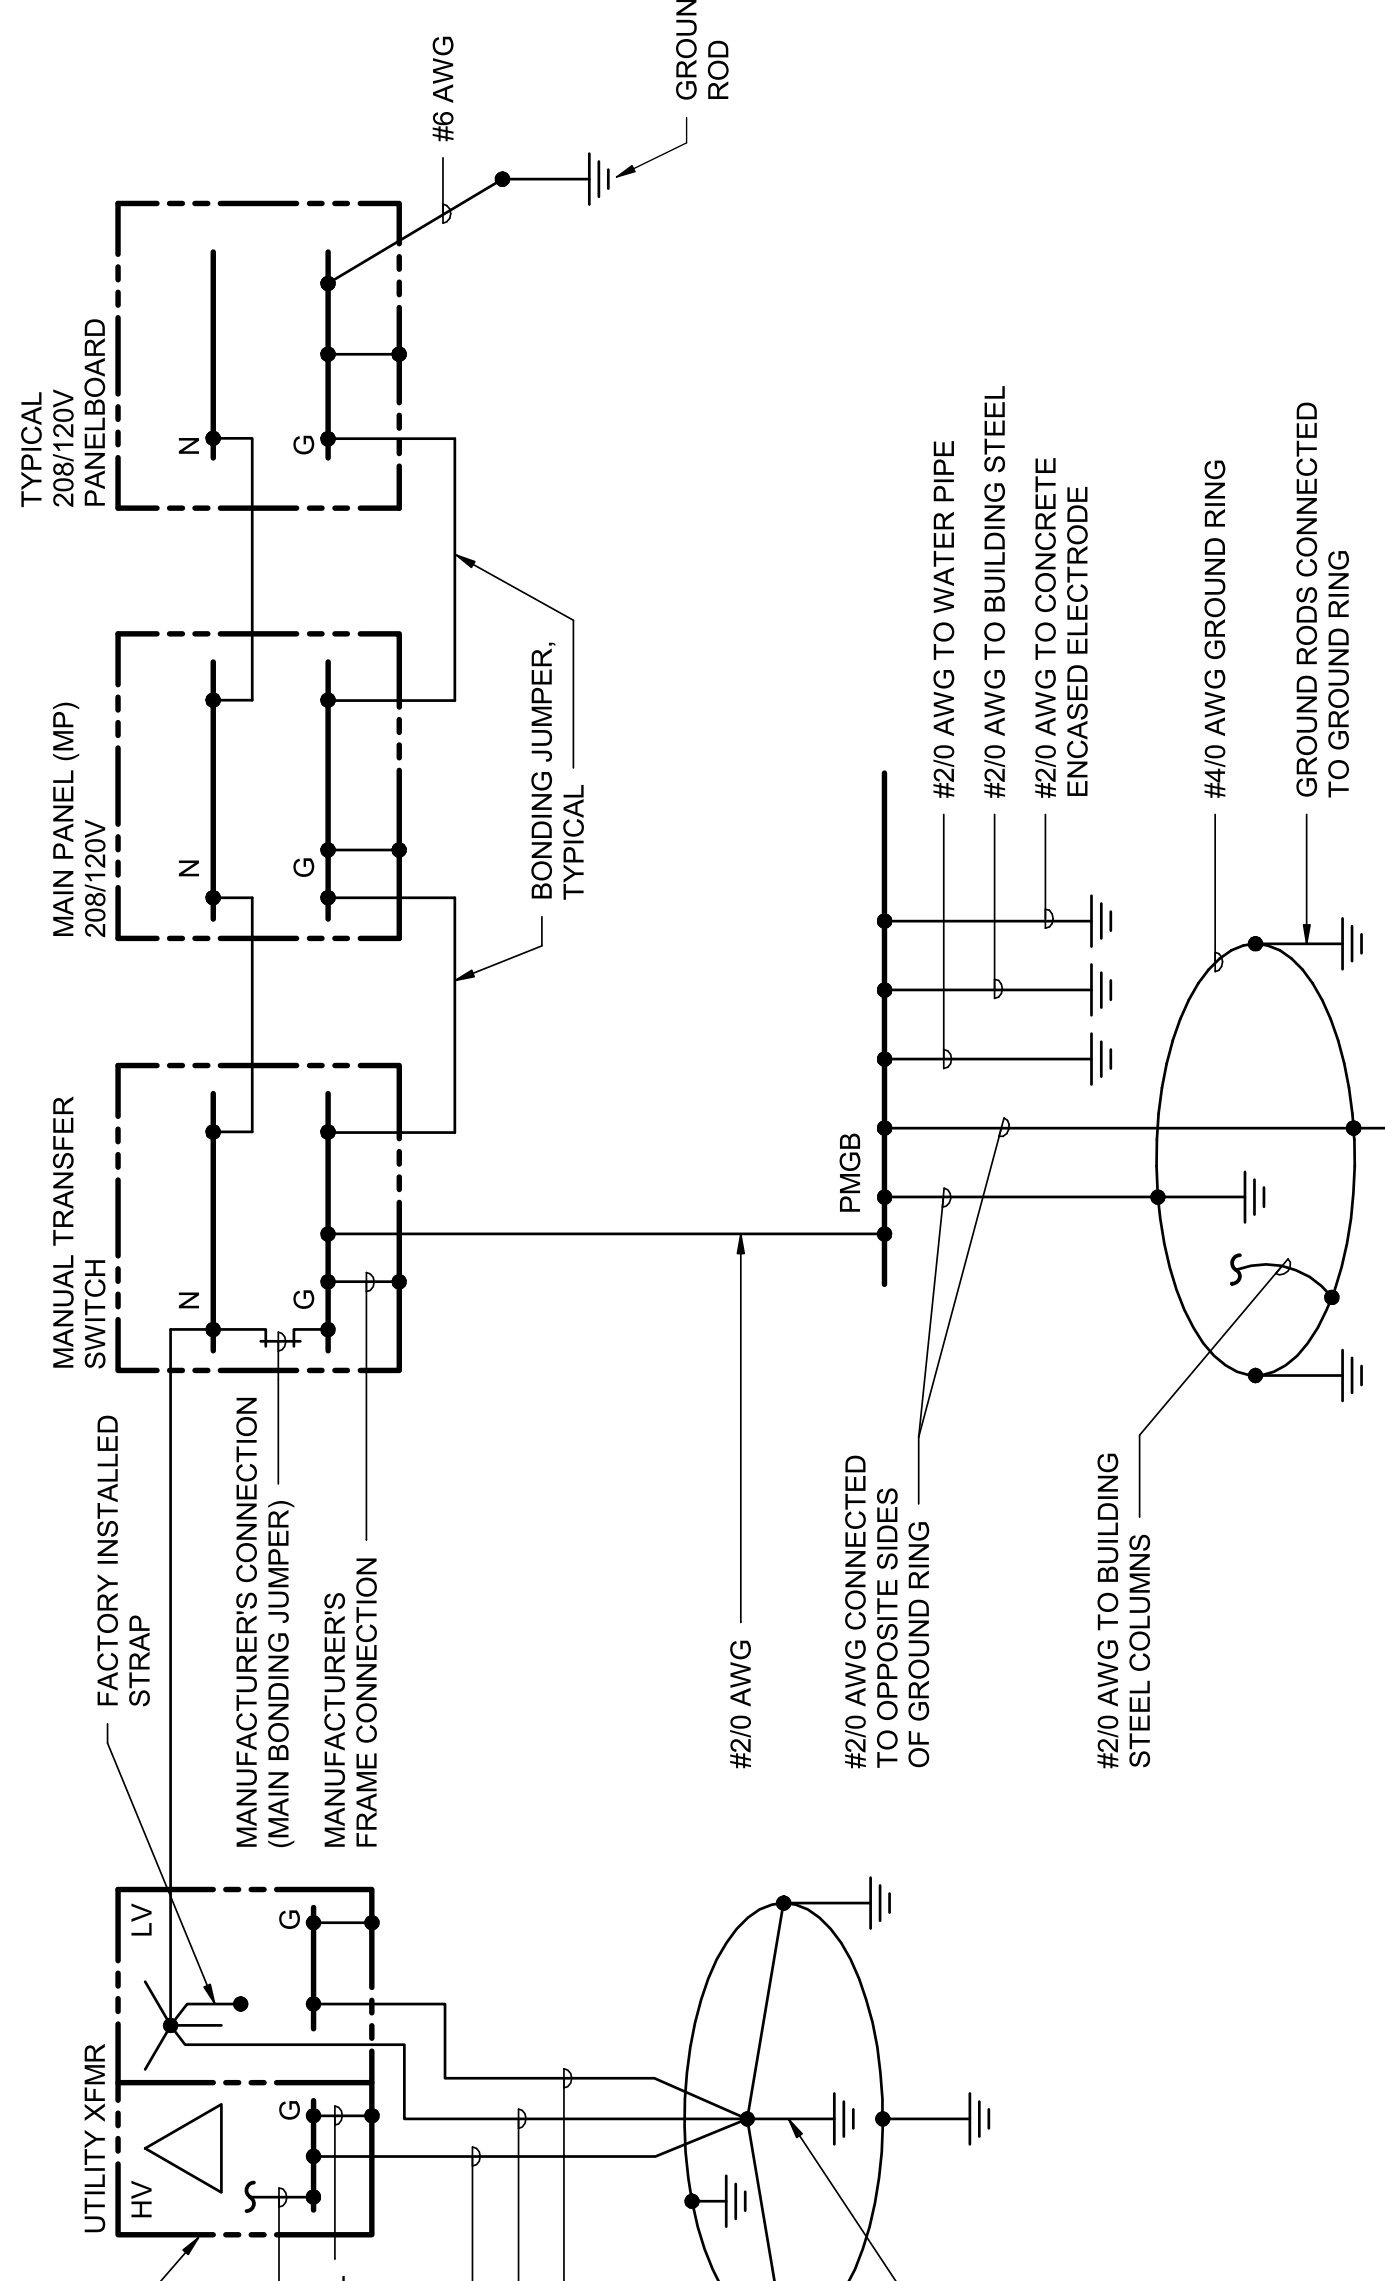 UTILITY XFMR
HV
LV
G
G
FACTORY INSTALLED
STRAP
MANUFACTURER'S CONNECTION
(MAIN BONDING JUMPER)
MANUFACTURER'S
FRAME CONNECTION
MANUAL TRANSFER
SWITCH
N
G
MAIN PANEL (MP)
208/120V
N
G
TYPICAL
208/120V
PANELBOARD
N
G
#6 AWG
ROD
BONDING JUMPER,
TYPICAL
#2/0 AWG
PMGB
#2/0 AWG CONNECTED
TO OPPOSITE SIDES
OF GROUND RING
#2/0 AWG TO BUILDING
STEEL COLUMNS
#2/0 AWG TO WATER PIPE
#2/0 AWG TO BUILDING STEEL
#2/0 AWG TO CONCRETE
ENCASED ELECTRODE
#4/0 AWG GROUND RING
GROUND RODS CONNECTED
TO GROUND RING